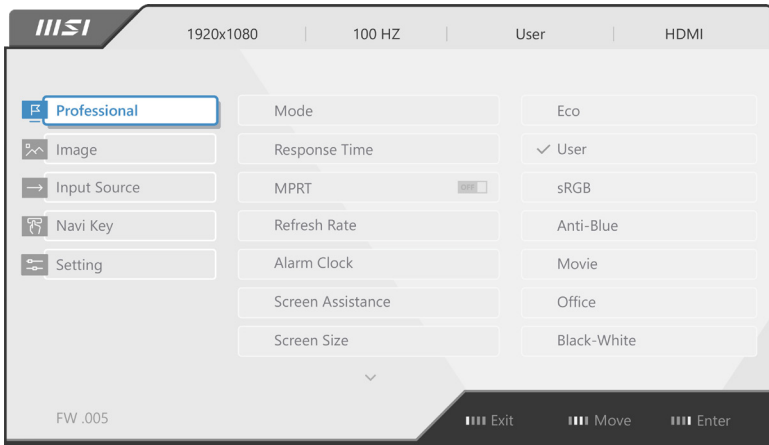 msi
1920x1080 100 HZ User HDMI
Professional Mode Eco
Image Response Time User
Input Source MPRT OFF sRGB
Navi Key Refresh Rate Anti-Blue
Setting Alarm Clock Movie
Screen Assistance Office
Screen Size Black-White
FW .005 Exit Move Enter